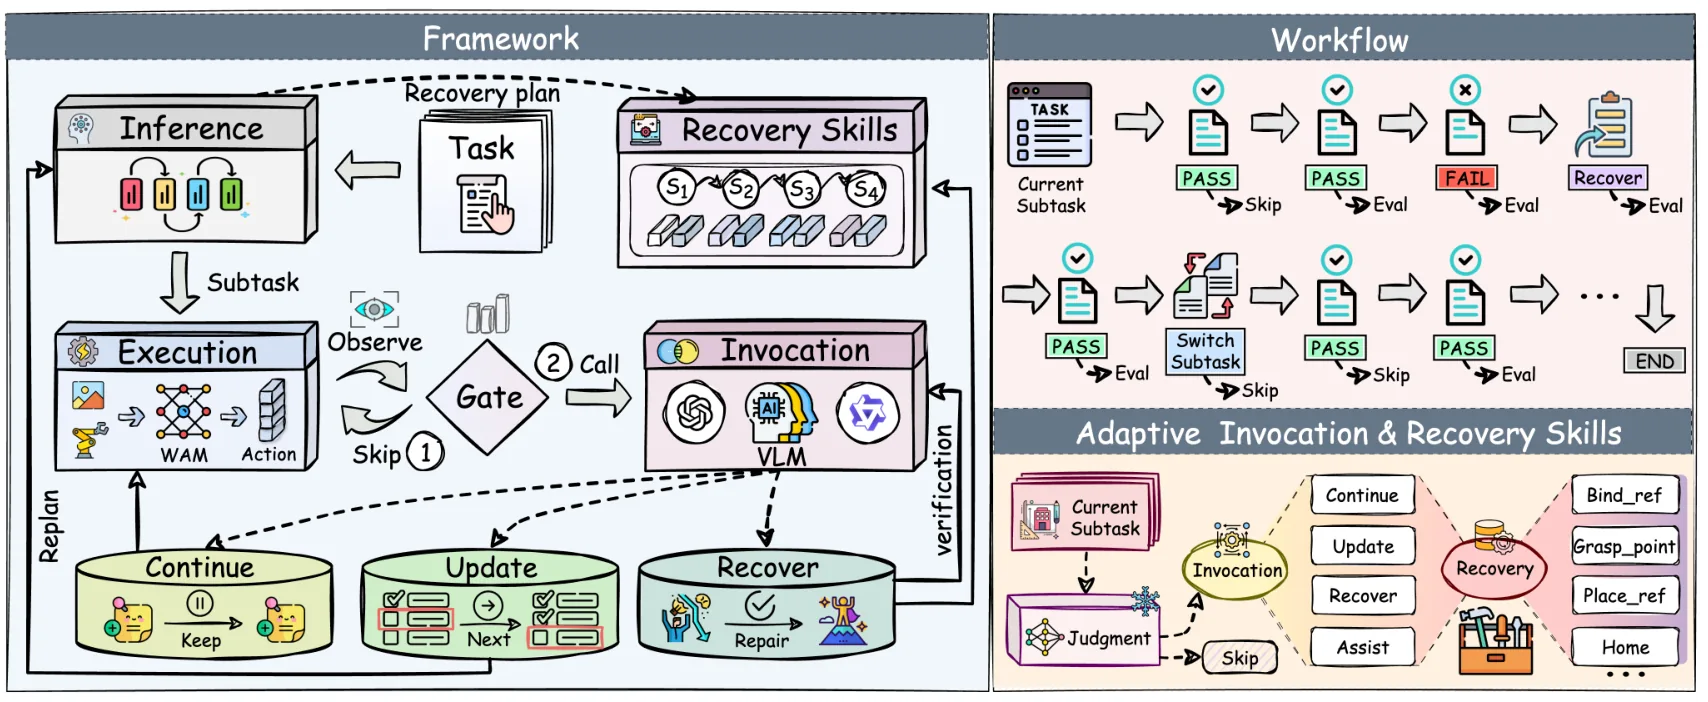 Framework
Recovery plan
Inference
Task
Recovery Skills
S1
S2
S3
S4
Subtask
Execution
Observe
Gate
2 Call
Invocation
AI
WAM
Action
Skip 1
VLM
Replan
verification
Continue
Keep
Update
Next
Recover
Repair
Workflow
TASK
Current
Subtask
PASS
Skip
PASS
Eval
FAIL
Eval
Recover
Eval
PASS
Eval
Switch
Subtask
Skip
PASS
Skip
PASS
Eval
...
END
Adaptive Invocation & Recovery Skills
Current
Subtask
Judgment
Skip
Invocation
Continue
Update
Recover
Assist
Recovery
Bind_ref
Grasp_point
Place_ref
Home
...